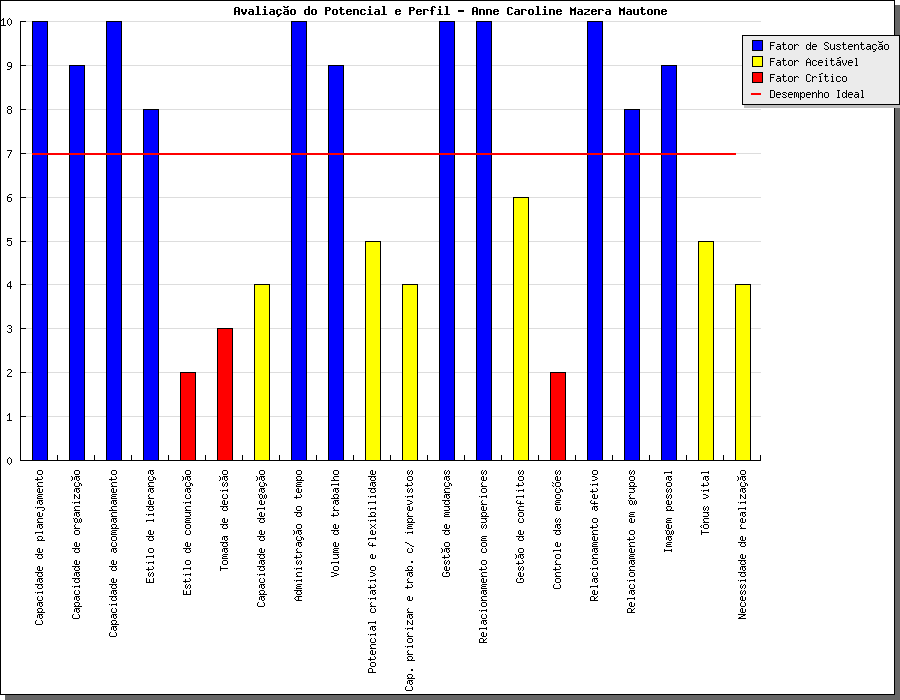 Avaliação do Potencial e Perfil - Anne Caroline Mazera Mautone
10
9
8
7
6
5
4
3
2
1
0
Fator de Sustentação
Fator Aceitável
Fator Crítico
Desempenho Ideal
Capacidade de planejamento
Capacidade de organização
Capacidade de acompanhamento
Estilo de liderança
Estilo de comunicação
Tomada de decisão
Capacidade de delegação
Administração do tempo
Volume de trabalho
Potencial criativo e flexibilidade
Cap. priorizar e trab. c/ imprevistos
Gestão de mudanças
Relacionamento com superiores
Gestão de conflitos
Controle das emoções
Relacionamento afetivo
Relacionamento em grupos
Imagem pessoal
Tônus vital
Necessidade de realização